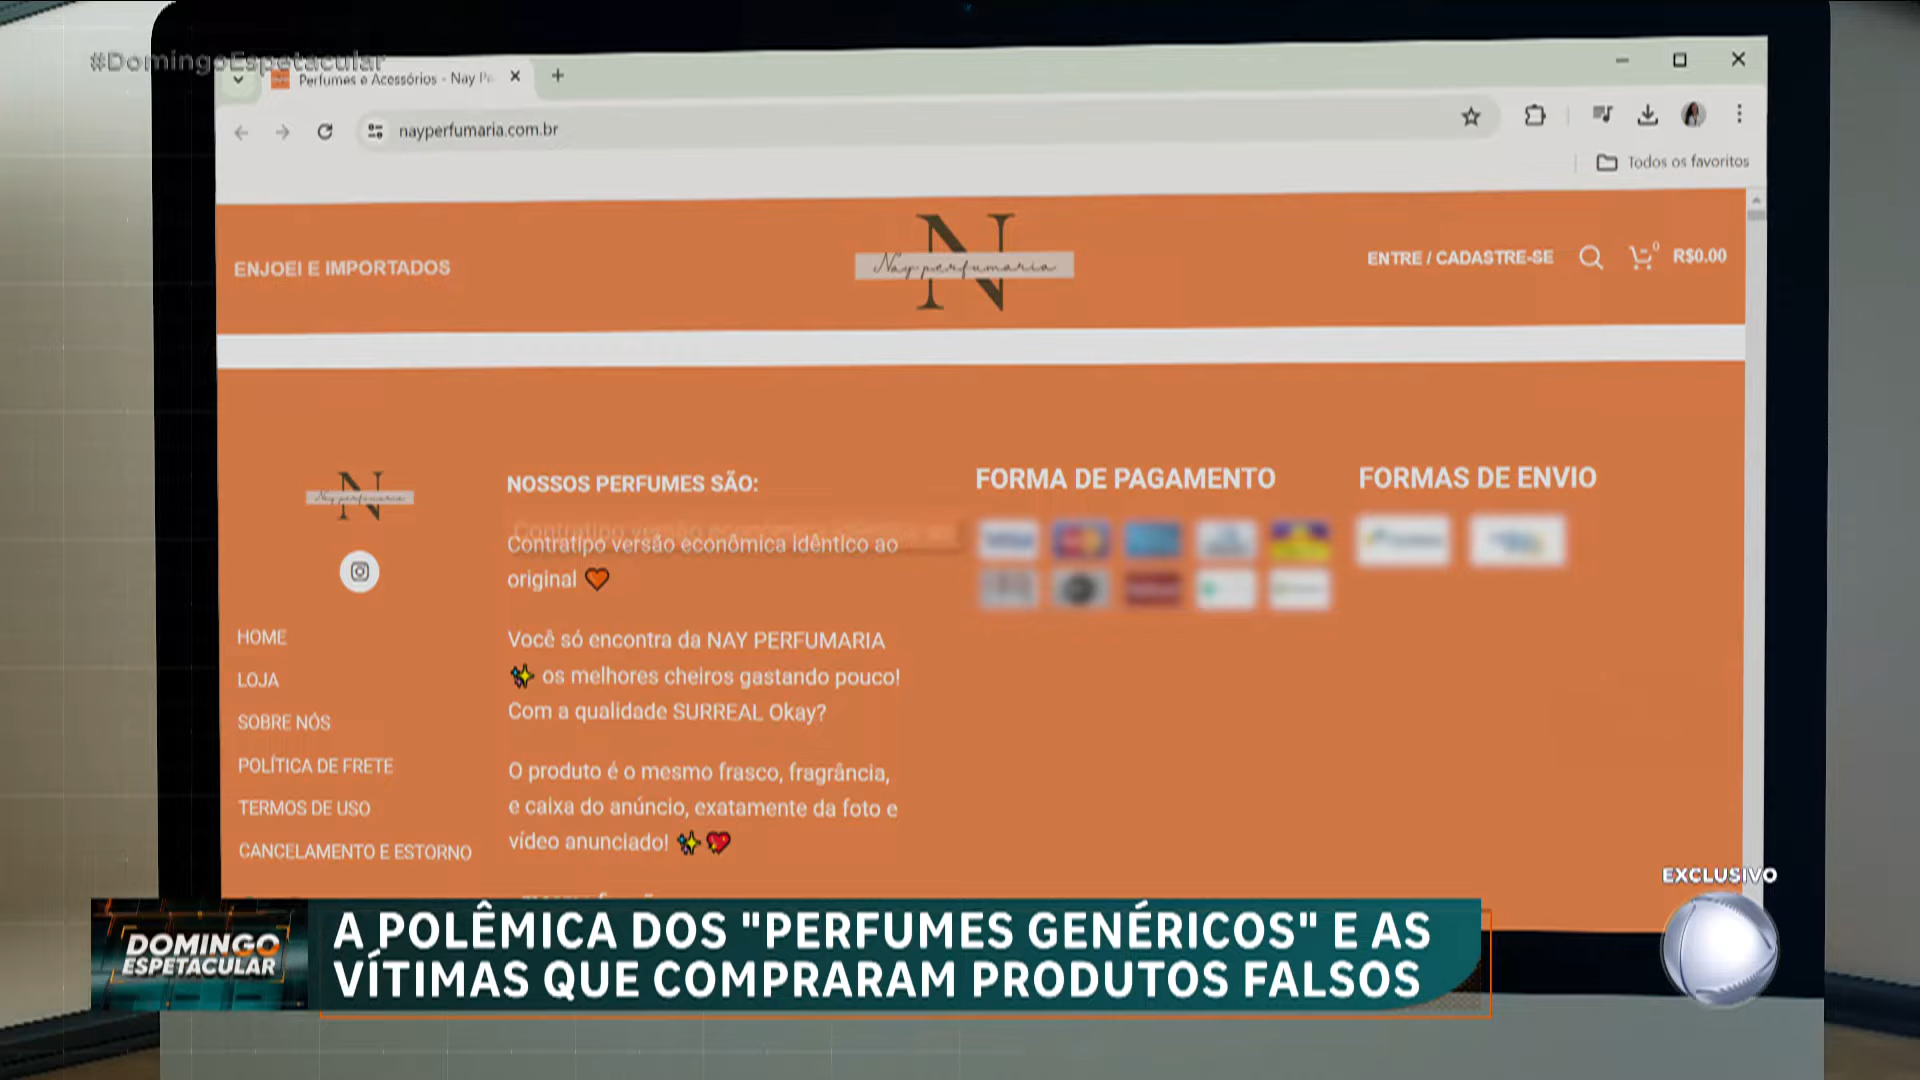 #DomingoEspetacular
Perfumes e Acessórios - Nay Pe
nayperfumaria.com.br
Todos os favoritos
ENJOEI E IMPORTADOS
N
Nay perfumaria
ENTRE / CADASTRE-SE
0
R$0.00
N
Nay perfumaria
HOME
LOJA
SOBRE NÓS
POLÍTICA DE FRETE
TERMOS DE USO
CANCELAMENTO E ESTORNO
NOSSOS PERFUMES SÃO:
Contratipo versão econômica idêntico ao
original 🧡
Você só encontra da NAY PERFUMARIA
✨ os melhores cheiros gastando pouco!
Com a qualidade SURREAL Okay?
O produto é o mesmo frasco, fragrância,
e caixa do anúncio, exatamente da foto e
vídeo anunciado! ✨💖
FORMA DE PAGAMENTO
FORMAS DE ENVIO
EXCLUSIVO
DOMINGO
ESPETACULAR
A POLÊMICA DOS "PERFUMES GENÉRICOS" E AS
VÍTIMAS QUE COMPRARAM PRODUTOS FALSOS